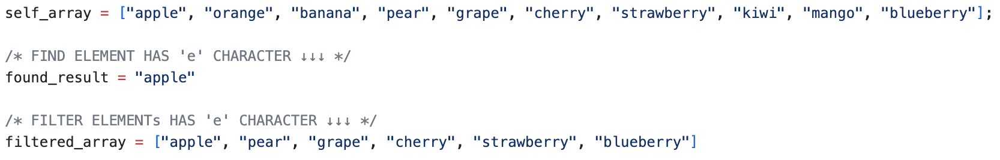 self_array = ["apple", "orange", "banana", "pear", "grape", "cherry", "strawberry", "kiwi", "mango", "blueberry"];
/* FIND ELEMENT HAS 'e' CHARACTER ↓↓↓ */
found_result = "apple"
/* FILTER ELEMENTs HAS 'e' CHARACTER ↓↓↓ */
filtered_array = ["apple", "pear", "grape", "cherry", "strawberry", "blueberry"]